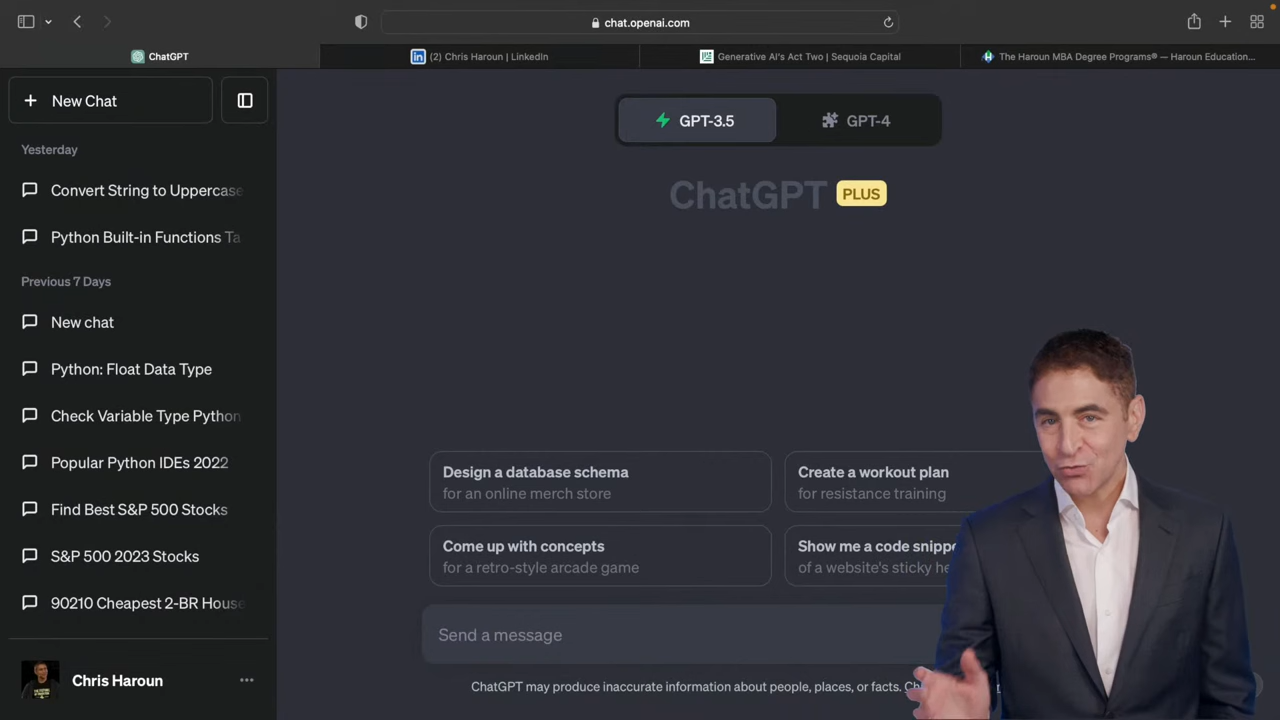 chat.openai.com
ChatGPT
(2) Chris Haroun | LinkedIn
Generative AI's Act Two | Sequoia Capital
The Haroun MBA Degree Programs® — Haroun Education...
New Chat
Yesterday
Convert String to Uppercase
Python Built-in Functions Ta
Previous 7 Days
New chat
Python: Float Data Type
Check Variable Type Python
Popular Python IDEs 2022
Find Best S&P 500 Stocks
S&P 500 2023 Stocks
90210 Cheapest 2-BR House
Chris Haroun
GPT-3.5
GPT-4
ChatGPT PLUS
Design a database schema
for an online merch store
Create a workout plan
for resistance training
Come up with concepts
for a retro-style arcade game
Show me a code snippe
of a website's sticky he
Send a message
ChatGPT may produce inaccurate information about people, places, or facts.